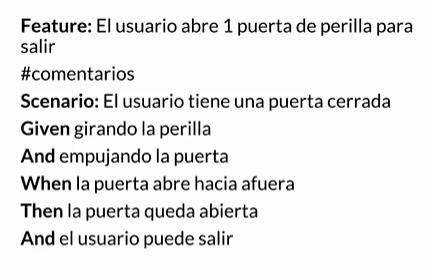 Feature: El usuario abre 1 puerta de perilla para
salir
#comentarios
Scenario: El usuario tiene una puerta cerrada
Given girando la perilla
And empujando la puerta
When la puerta abre hacia afuera
Then la puerta queda abierta
And el usuario puede salir